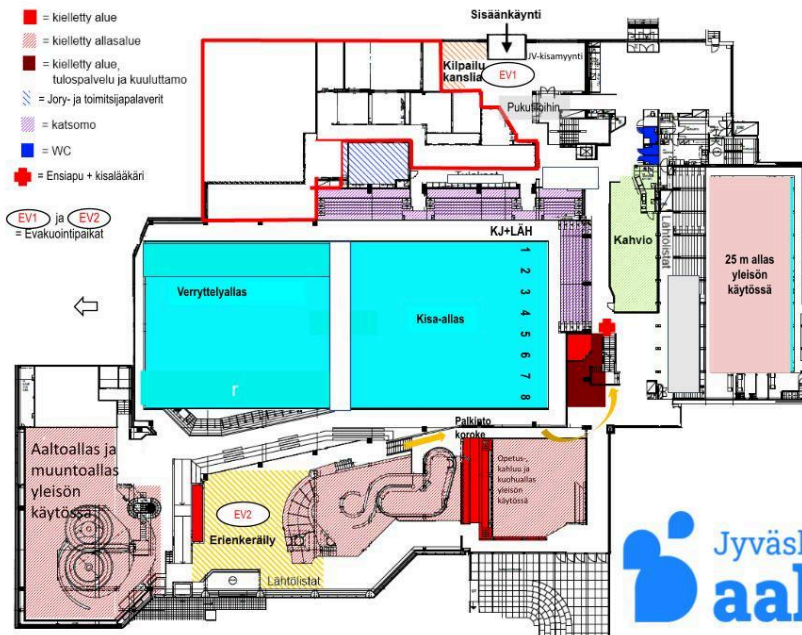 = kielletty alue
= kielletty allasalue
= kielletty alue,
tulospalvelu ja kuuluttamo
= Jory- ja toimitsijapalaverit
= katsomo
= WC
= Ensiapu + kisalääkäri
EV1 ja EV2
= Evakuointipaikat
Sisäänkäynti
JV-kisamyynti
Kilpailu
kanslia
EV1
Pukutiloihin
KJ+LÄH
1
2
3
4
5
6
7
8
Verryttelyallas
Kisa-allas
r
Kahvio
Lähtölistat
25 m allas
yleisön
käytössä
Palkinto
koroke
Aaltoallas ja
muuntoallas
yleisön
käytössä
EV2
Erienkeräily
Lähtölistat
Opetus-,
kahluu ja
kuohuallas
yleisön
käytössä
Jyväsk
aal